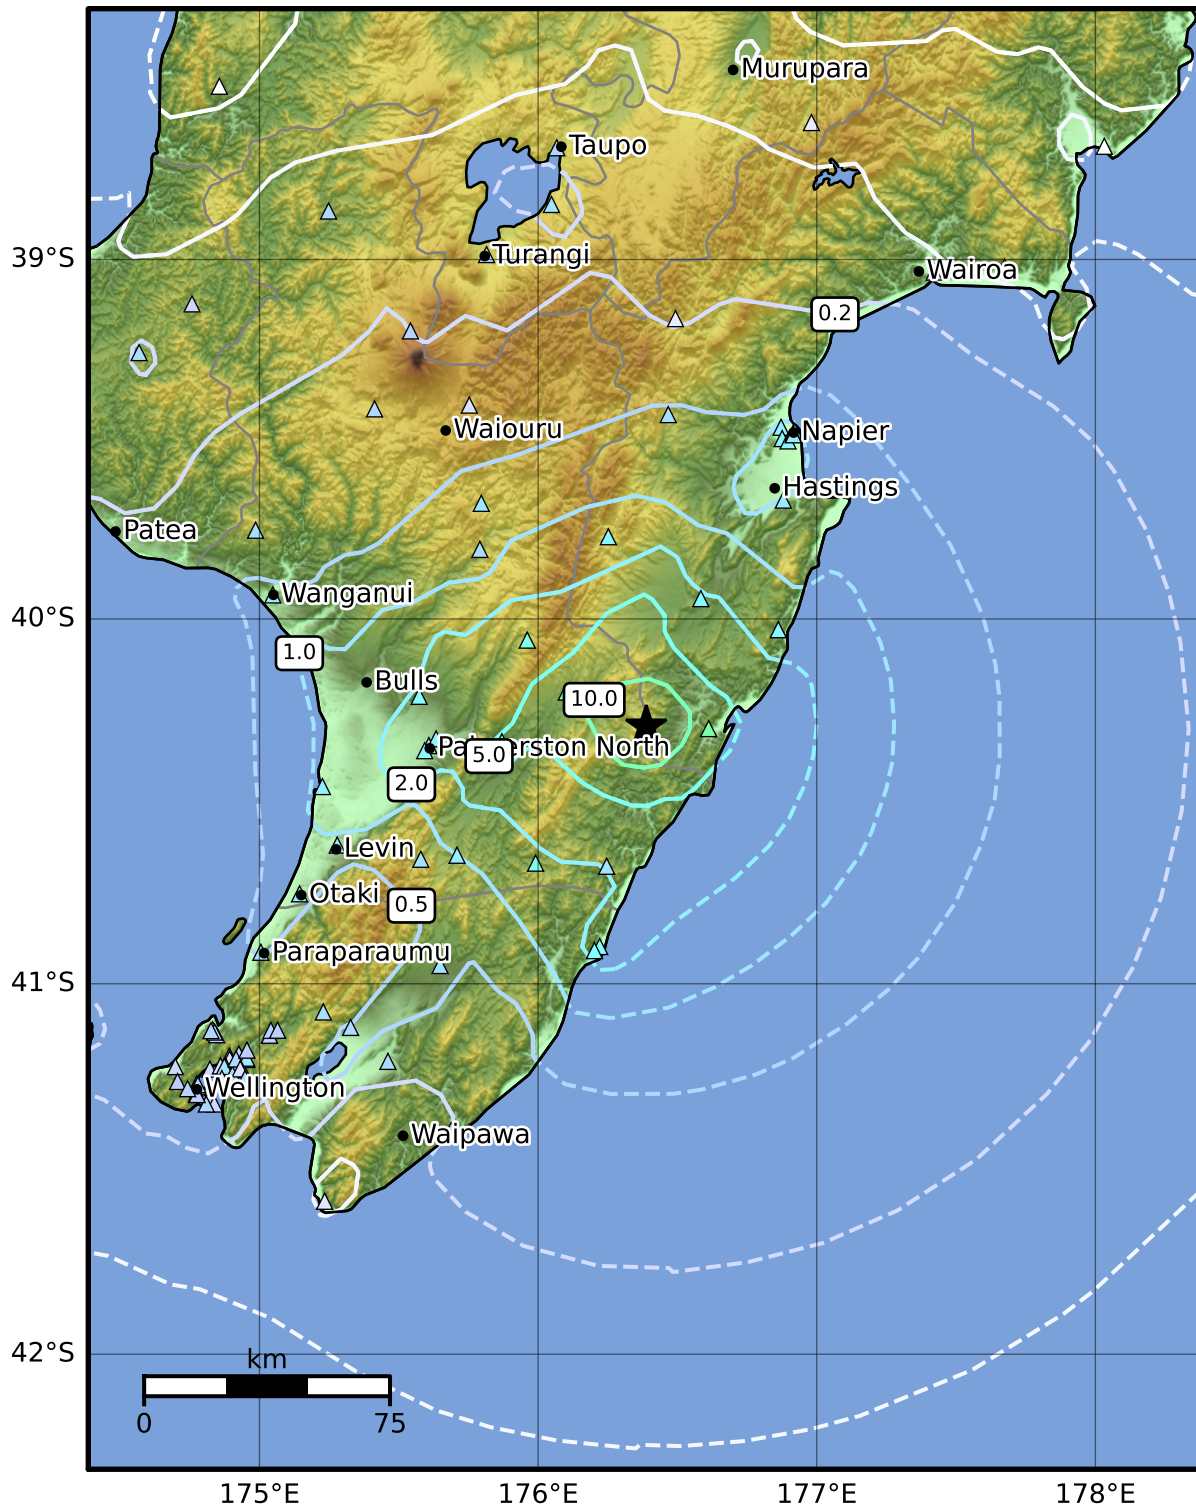 Murupara
Taupo
39°S
Turangi
Wairoa
0.2
Waiouru
Napier
Hastings
Patea
Wanganui
40°S
1.0
Bulls
10.0
Palmerston North
5.0
2.0
Levin
Otaki
0.5
Paraparaumu
41°S
Wellington
Waipawa
42°S
km
0
75
175°E
176°E
177°E
178°E